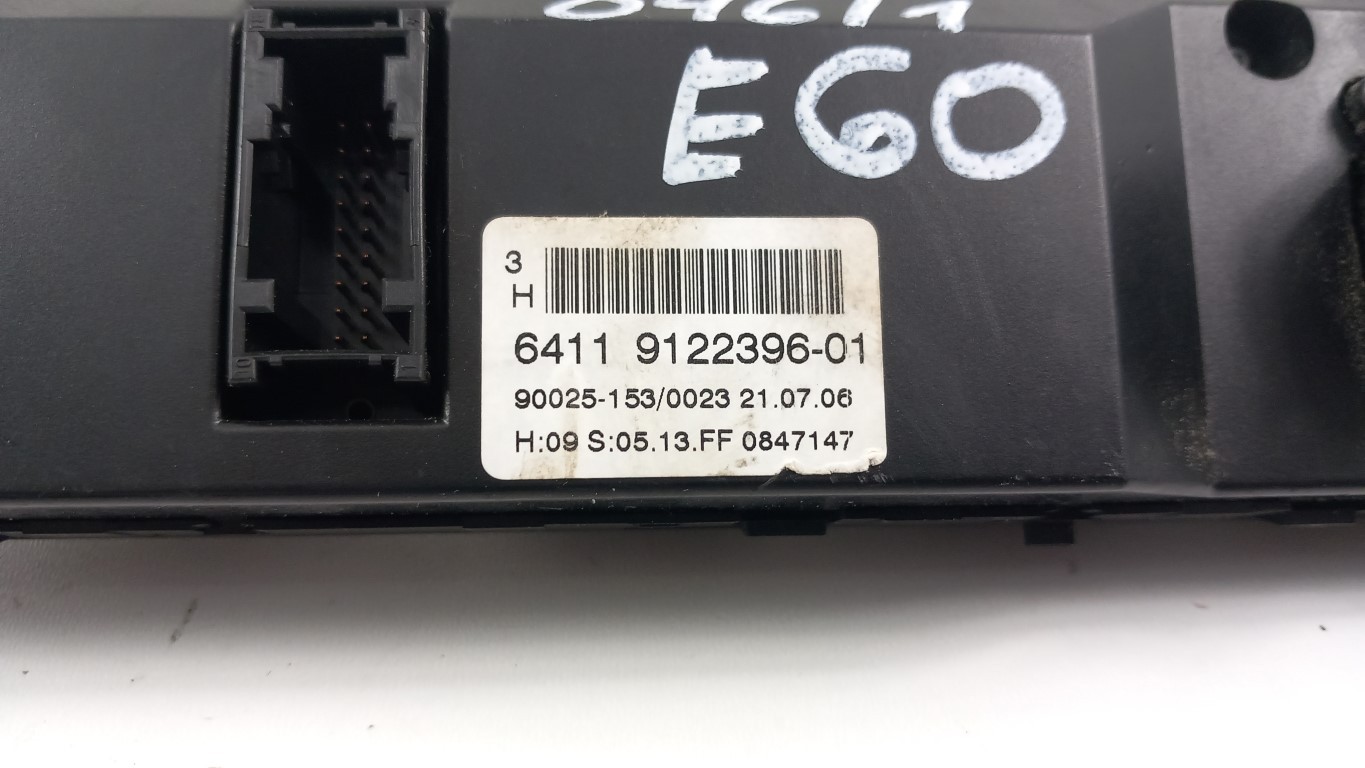 E60
3
H
6411 9122396-01
90025-153/0023 21.07.06
H:09 S:05.13.FF 0847147